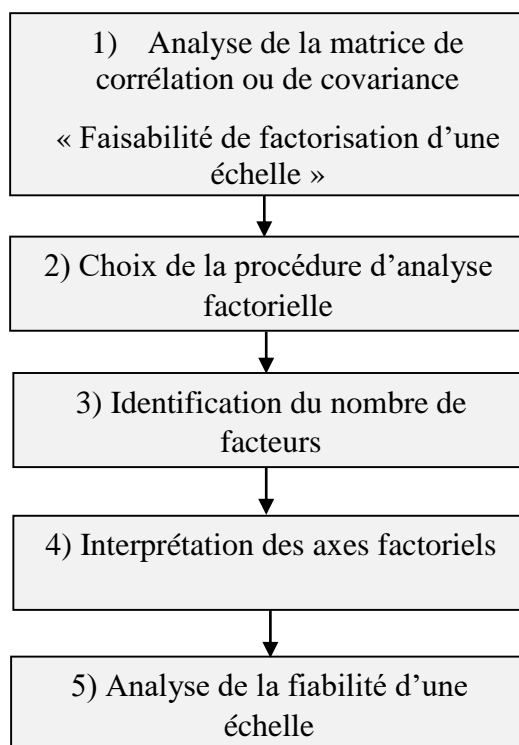 1) Analyse de la matrice de
corrélation ou de covariance
« Faisabilité de factorisation d’une
échelle »
2) Choix de la procédure d’analyse
factorielle
3) Identification du nombre de
facteurs
4) Interprétation des axes factoriels
5) Analyse de la fiabilité d’une
échelle